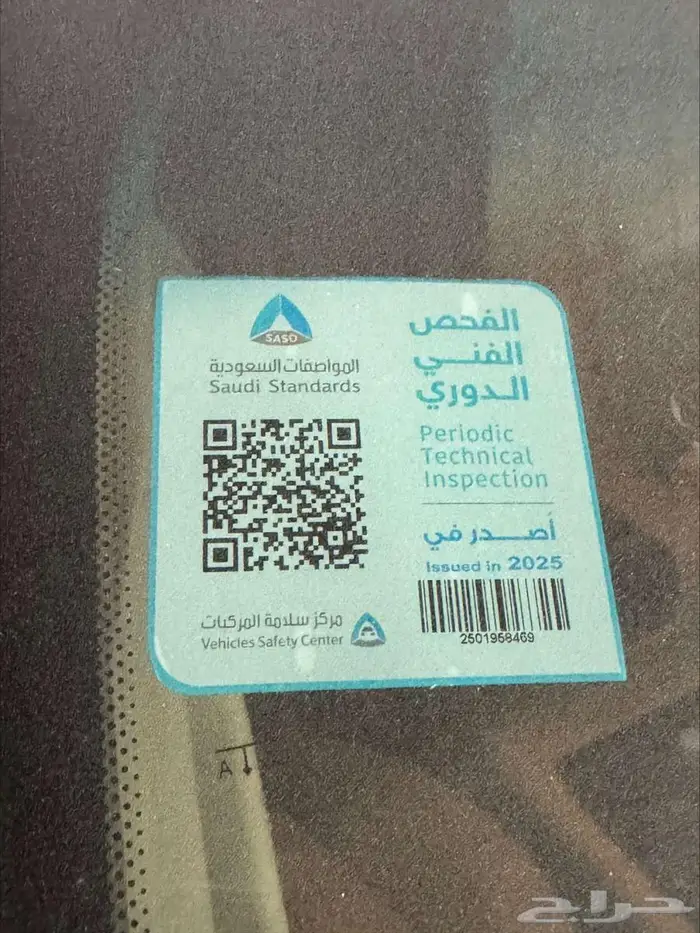 SASO
المواصفات السعودية
Saudi Standards
الفحص
الفني
الدوري
Periodic
Technical
Inspection
أصدر في
Issued in 2025
2501958469
مركز سلامة المركبات
Vehicles Safety Center
A
حراج